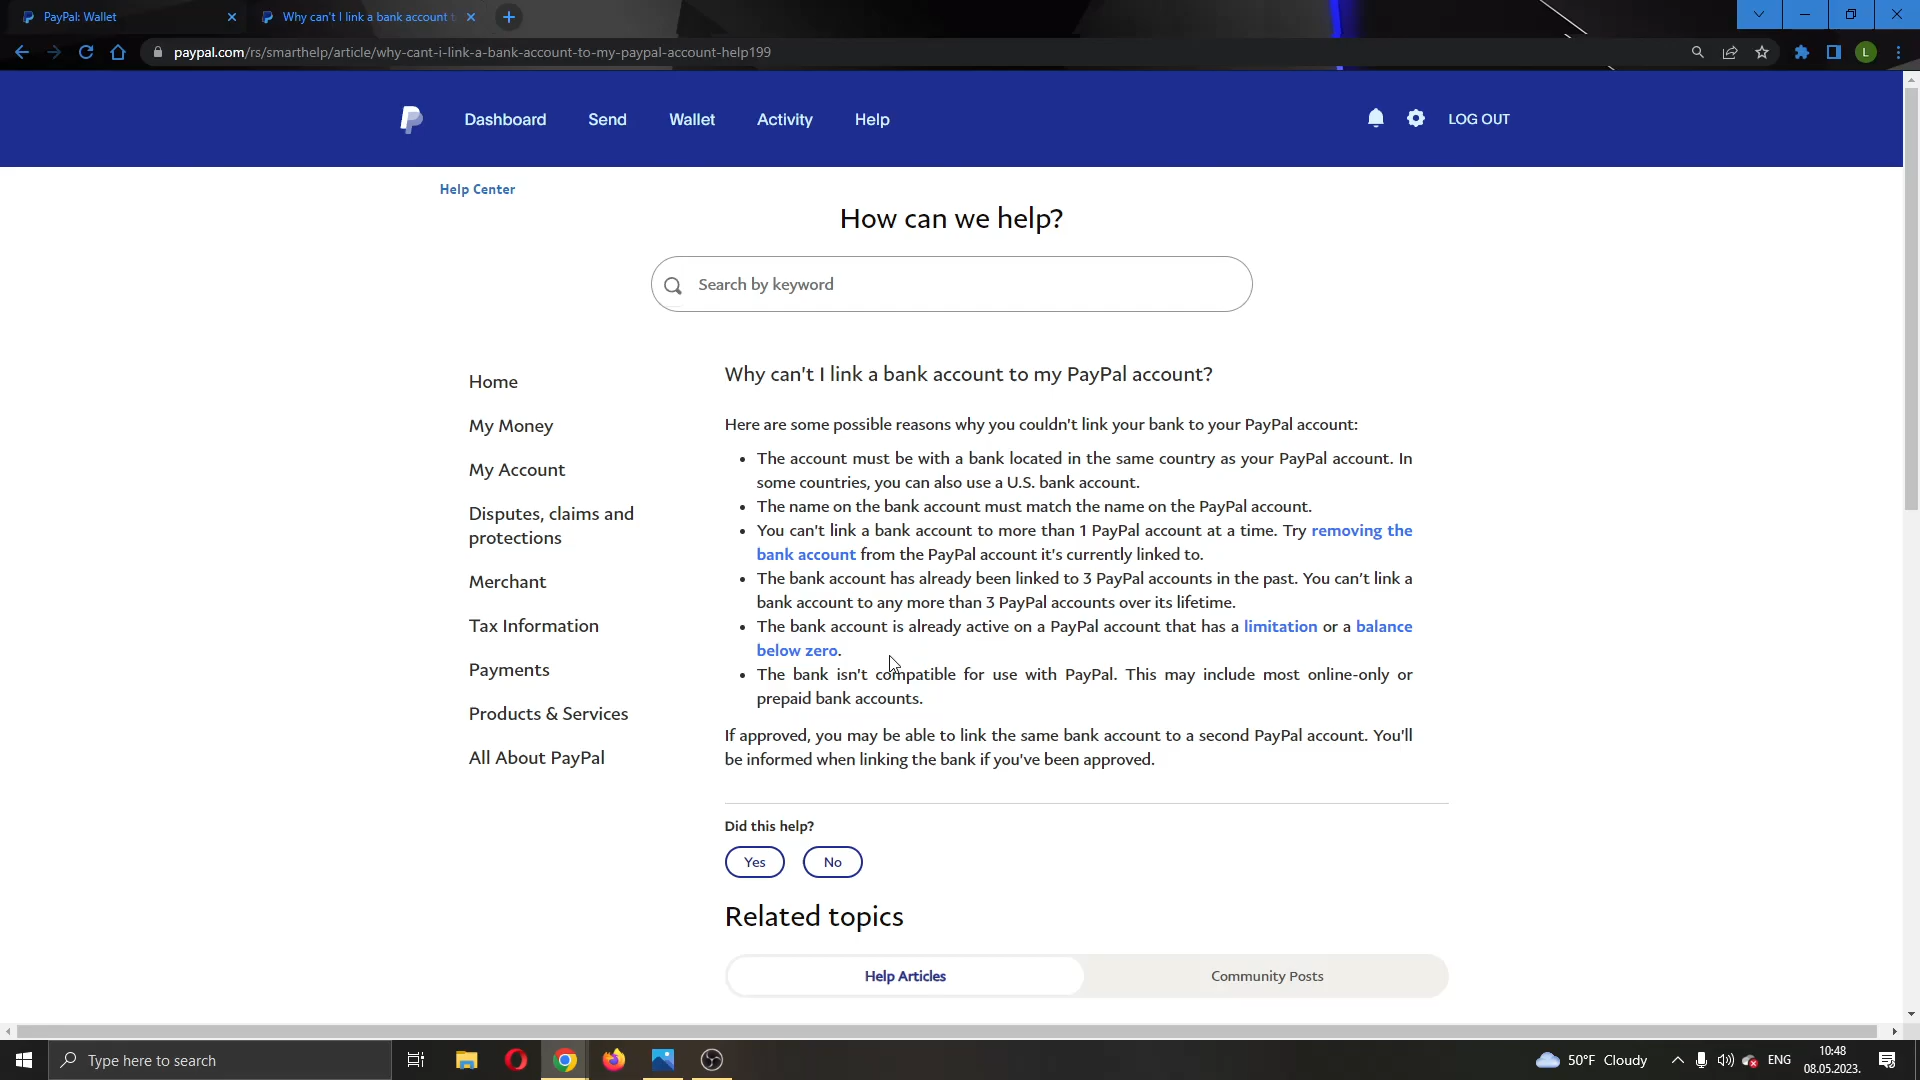 PayPal: Wallet
Why can't I link a bank account t
paypal.com/rs/smarthelp/article/why-cant-i-link-a-bank-account-to-my-paypal-account-help199
L
Dashboard
Send
Wallet
Activity
Help
LOG OUT
Help Center
How can we help?
Search by keyword
Home
My Money
My Account
Disputes, claims and
protections
Merchant
Tax Information
Payments
Products & Services
All About PayPal
Why can't I link a bank account to my PayPal account?
Here are some possible reasons why you couldn't link your bank to your PayPal account:
• The account must be with a bank located in the same country as your PayPal account. In
some countries, you can also use a U.S. bank account.
• The name on the bank account must match the name on the PayPal account.
• You can't link a bank account to more than 1 PayPal account at a time. Try removing the
bank account from the PayPal account it's currently linked to.
• The bank account has already been linked to 3 PayPal accounts in the past. You can't link a
bank account to any more than 3 PayPal accounts over its lifetime.
• The bank account is already active on a PayPal account that has a limitation or a balance
below zero.
• The bank isn't compatible for use with PayPal. This may include most online-only or
prepaid bank accounts.
If approved, you may be able to link the same bank account to a second PayPal account. You'll
be informed when linking the bank if you've been approved.
Did this help?
Yes
No
Related topics
Help Articles
Community Posts
Type here to search
50°F Cloudy
ENG
10:48
08.05.2023.